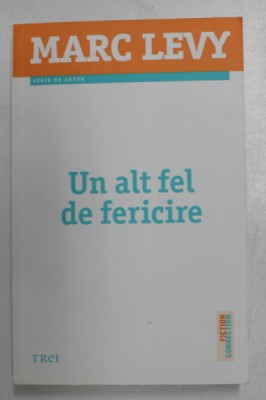 MARC LEVY
SERIE DE AUTOR
Un alt fel
de fericire
TREI
FICTION
CONNECTION